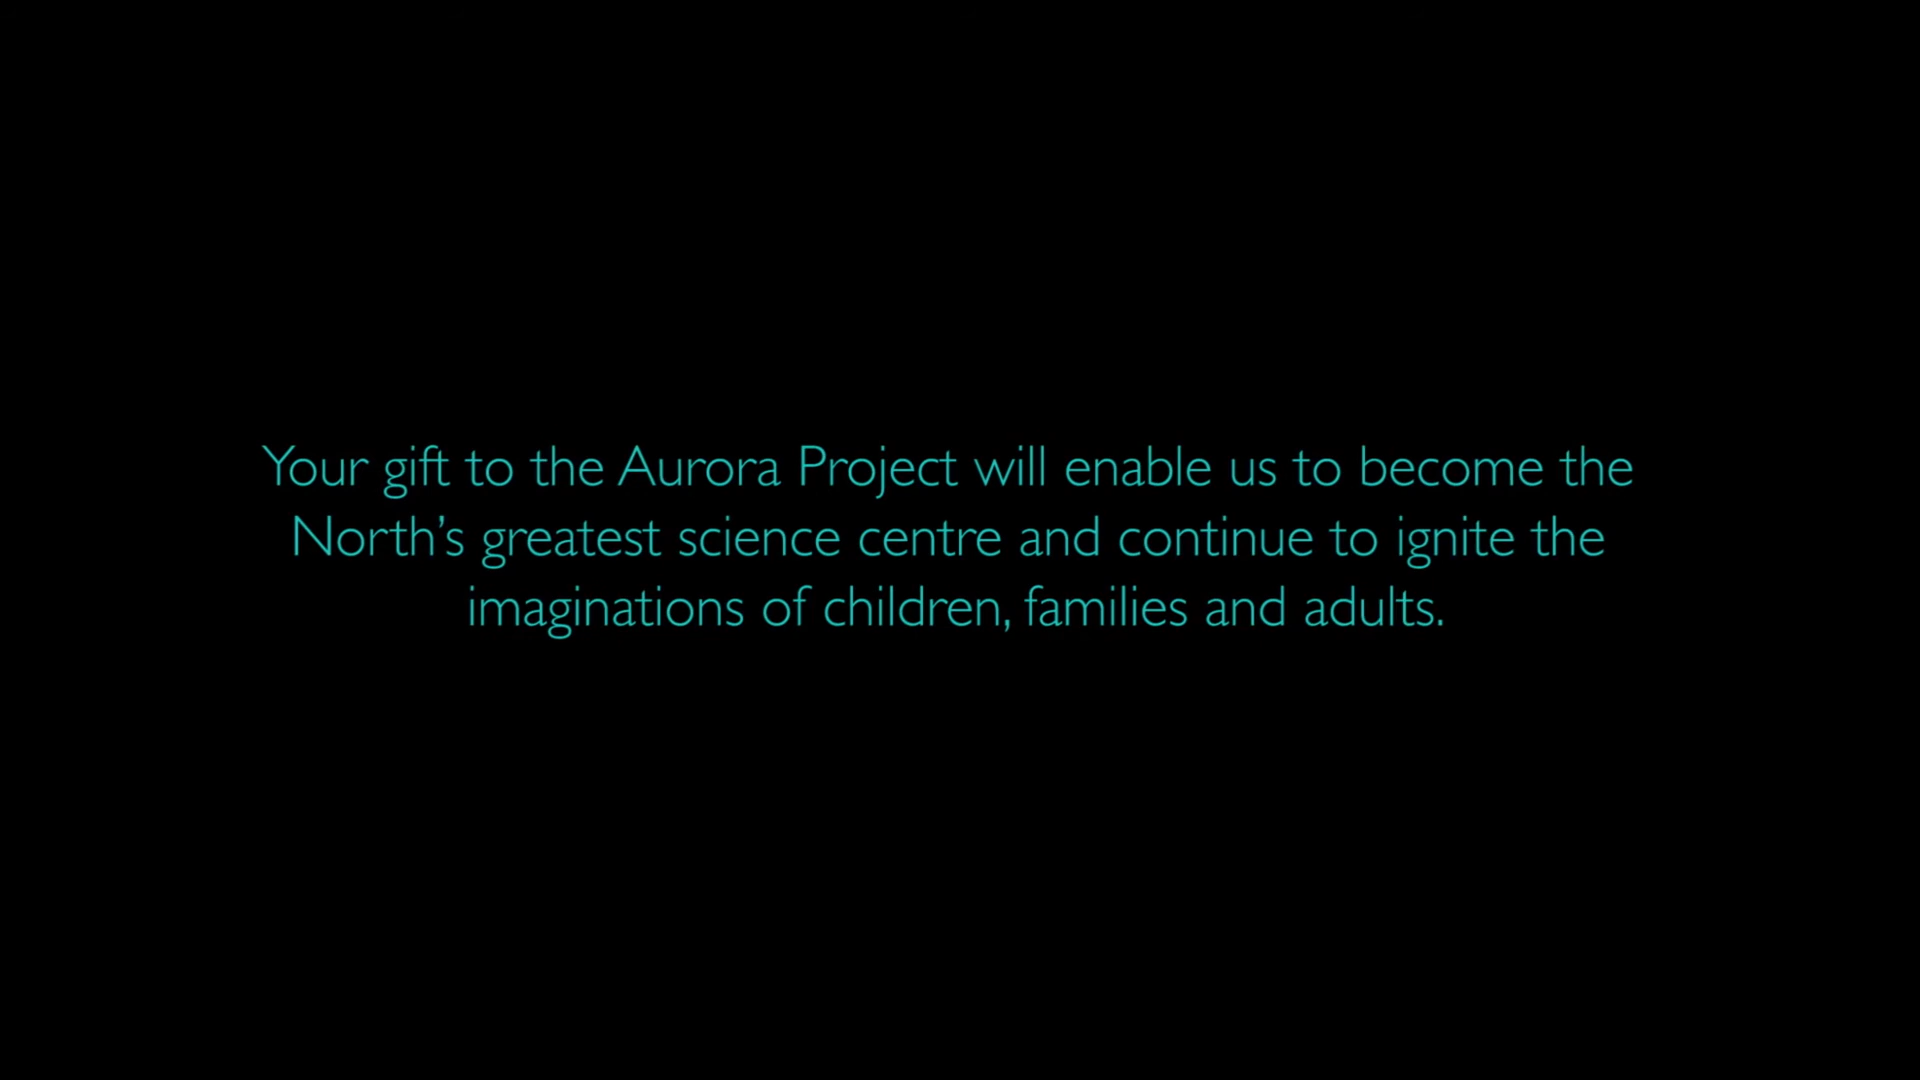 Your gift to the Aurora Project will enable us to become the
North’s greatest science centre and continue to ignite the
imaginations of children, families and adults.